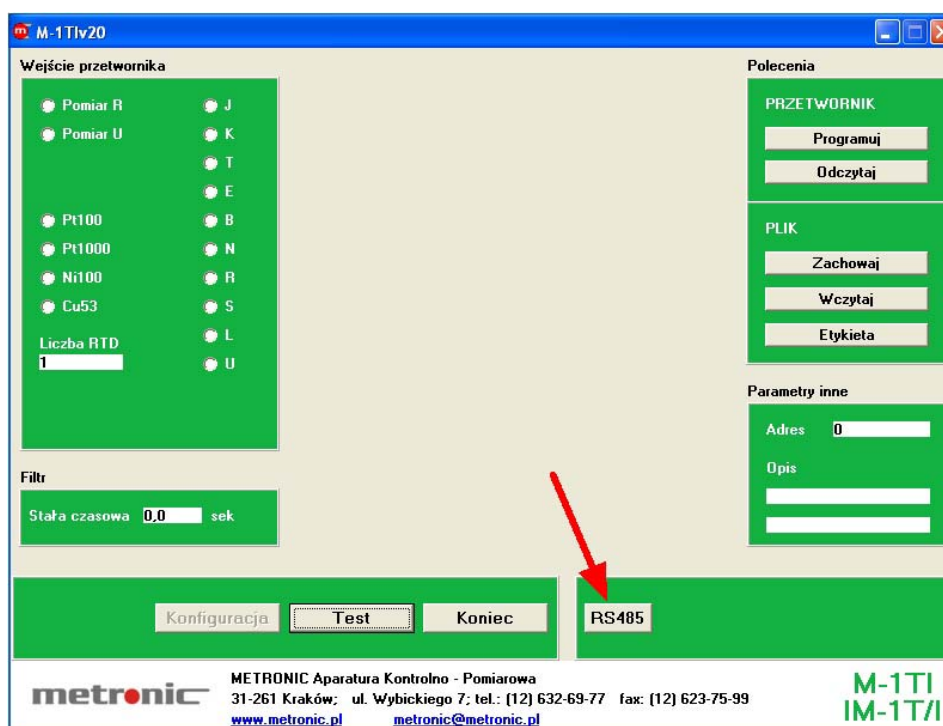 M-1TIv20
Wejście przetwornika
Pomiar R
J
Pomiar U
K
T
E
Pt100
B
Pt1000
N
Ni100
R
Cu53
S
Liczba RTD
L
1
U
Filtr
Stała czasowa 0,0 sek
Polecenia
PRZETWORNIK
Programuj
Odczytaj
PLIK
Zachowaj
Wczytaj
Etykieta
Parametry inne
Adres 0
Opis
Konfiguracja Test Koniec RS485
metronic
METRONIC Aparatura Kontrolno - Pomiarowa
31-261 Kraków; ul. Wybickiego 7; tel.: (12) 632-69-77 fax: (12) 623-75-99
www.metronic.pl metronic@metronic.pl
M-1TI
IM-1T/I